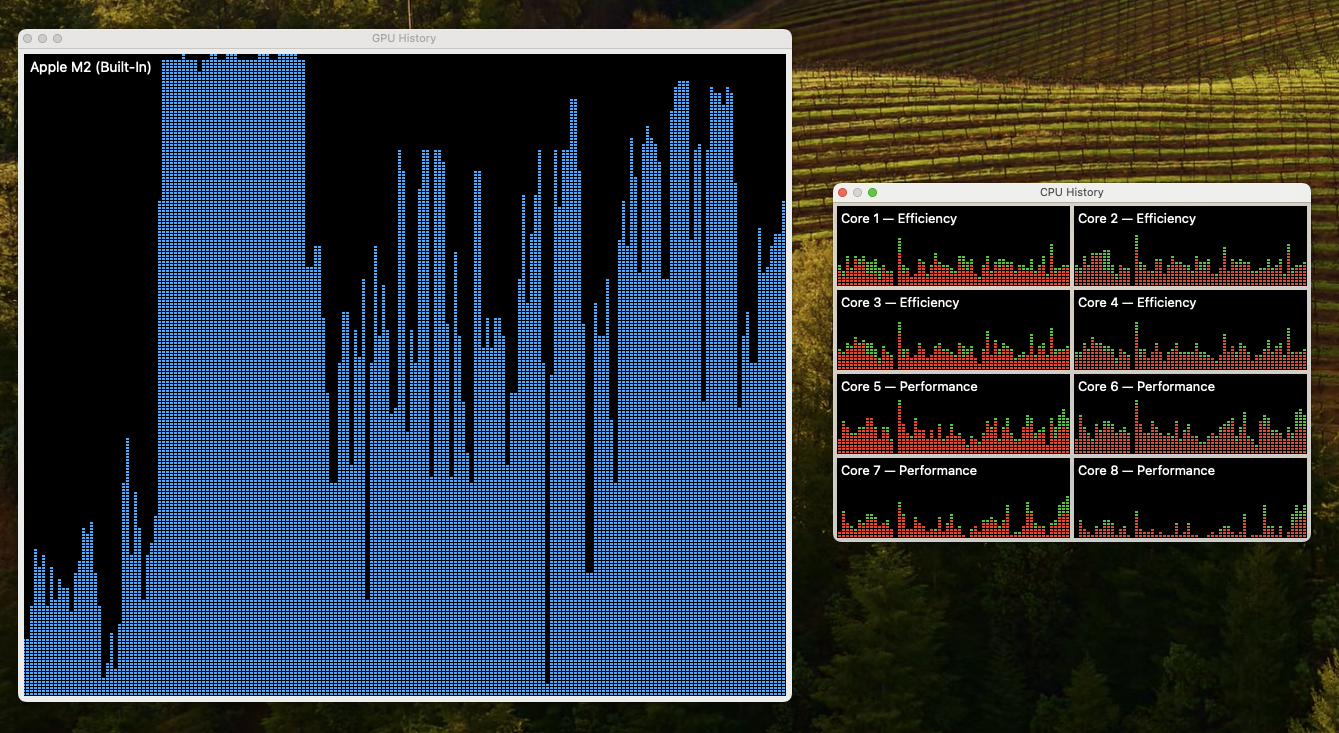 GPU History
Apple M2 (Built-In)
CPU History
Core 1 — Efficiency
Core 2 — Efficiency
Core 3 — Efficiency
Core 4 — Efficiency
Core 5 — Performance
Core 6 — Performance
Core 7 — Performance
Core 8 — Performance